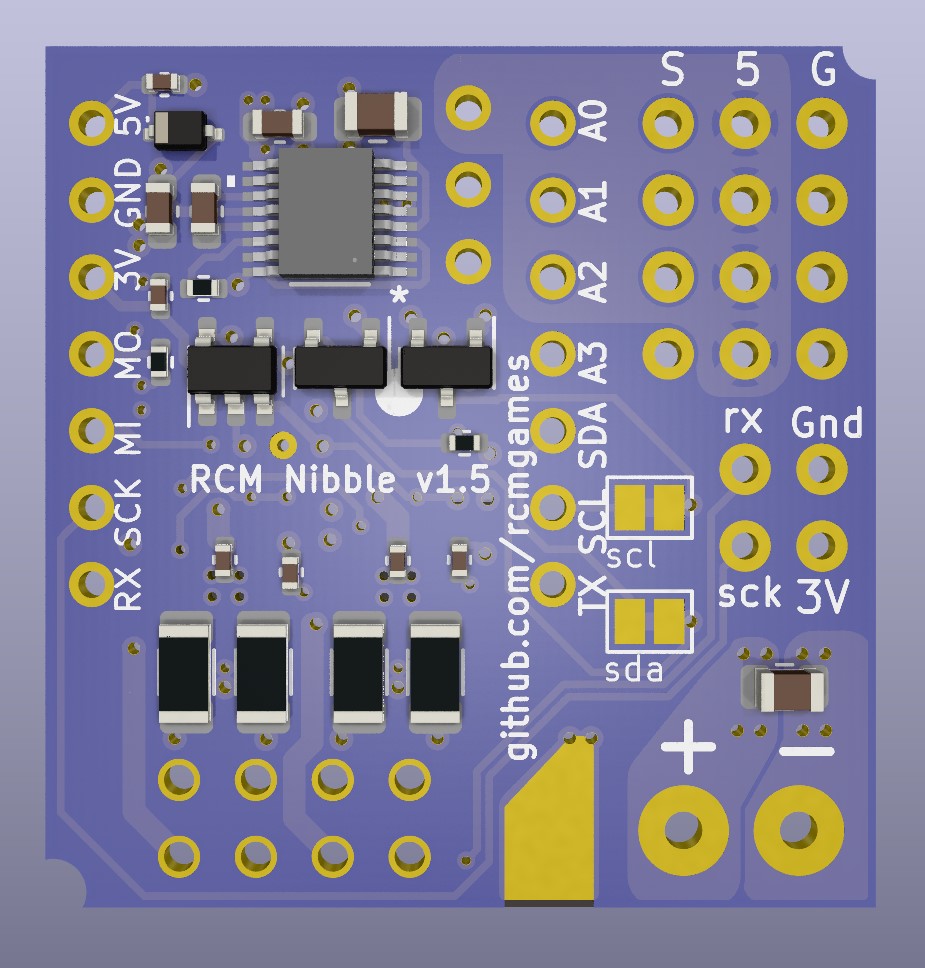 S 5 G
5V
GND
3V
MO
MI
SCK
RX
A0
A1
A2
A3
SDA
SCL
TX
*
rx Gnd
sck 3V
RCM Nibble v1.5
github.com/rcmgames
scl
sda
+ −